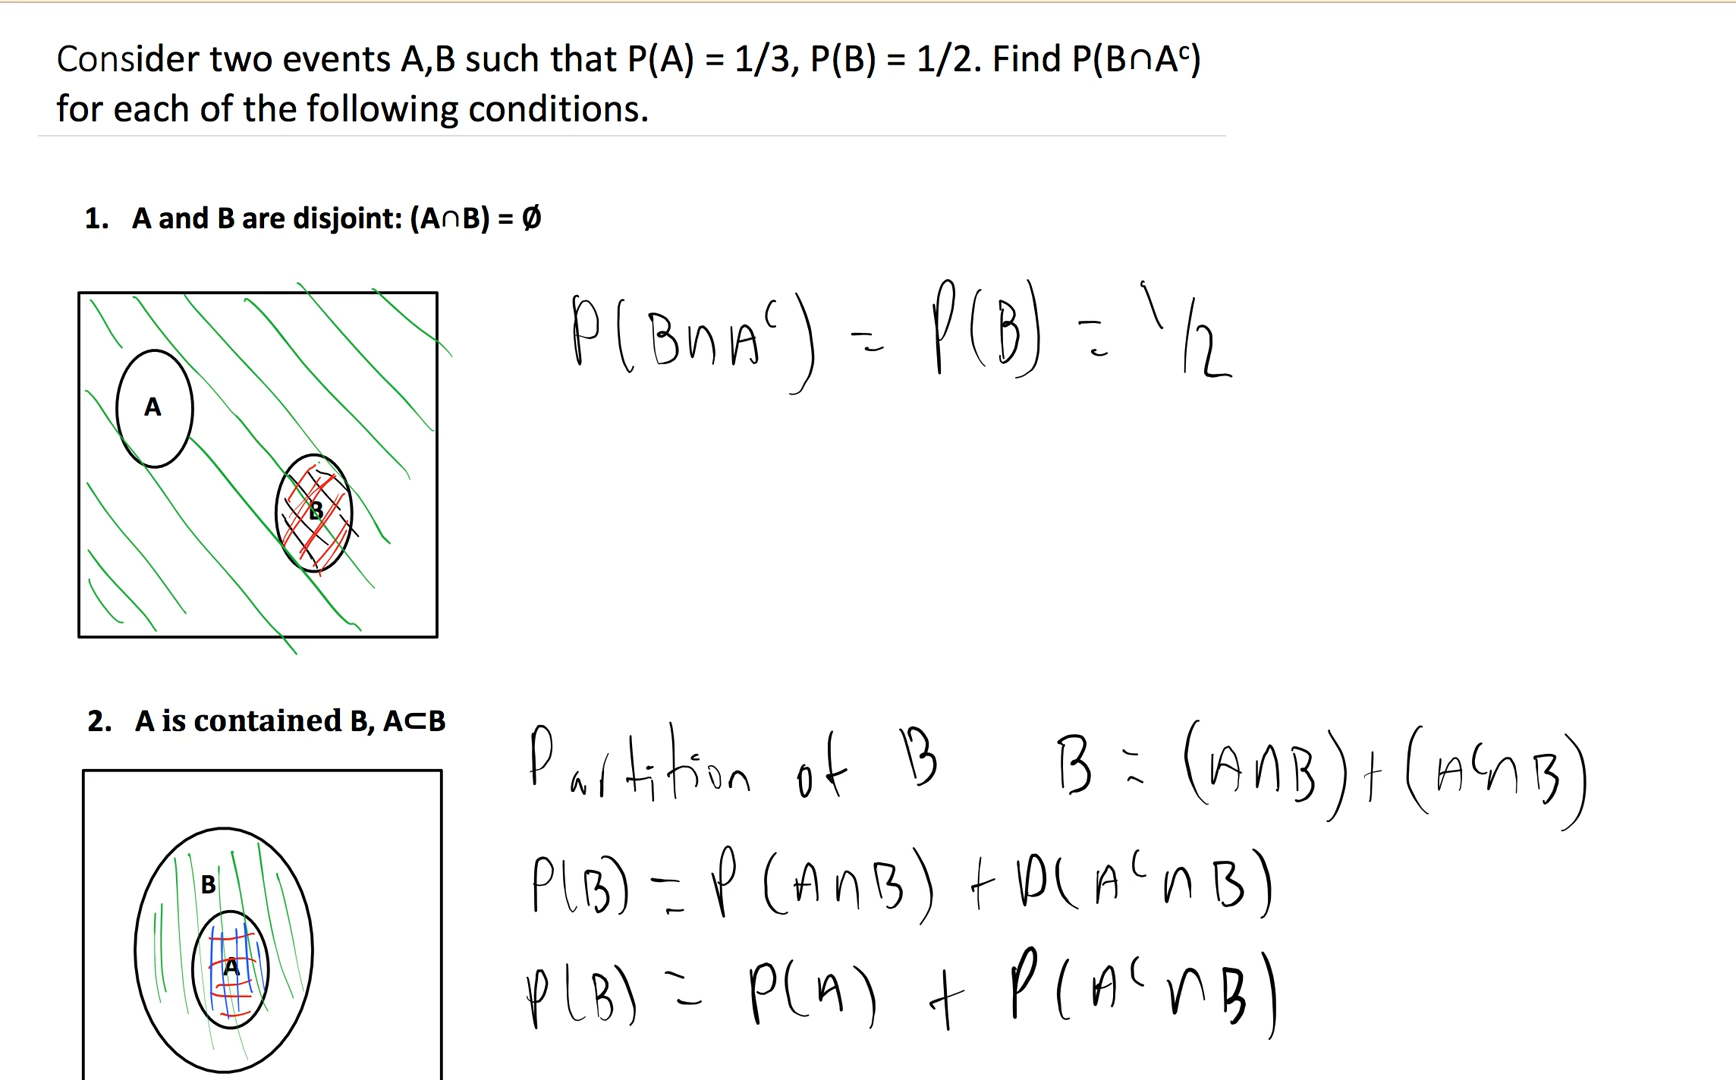 Consider two events A,B such that P(A) = 1/3, P(B) = 1/2. Find P(B∩Aᶜ)
for each of the following conditions.
1. A and B are disjoint: (A∩B) = Ø
P(B∩Aᶜ) = P(B) = 1/2
A
B
2. A is contained B, A⊂B
Partition of B B = (A∩B) + (Aᶜ∩B)
P(B) = P(A∩B) + P(Aᶜ∩B)
P(B) = P(A) + P(Aᶜ∩B)
B
A